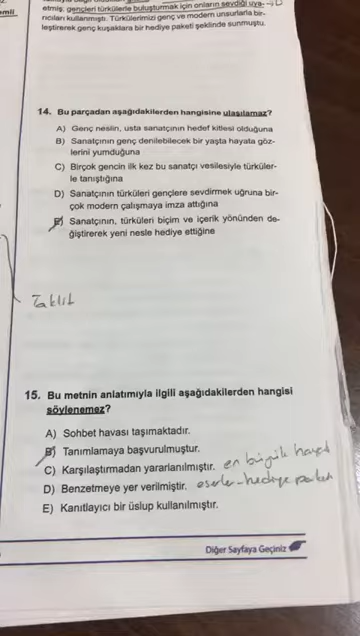 etmiş, gençleri türkülerle buluşturmak için onların sevdiği uya-
rıcıları kullanmıştı. Türkülerimizi genç ve modern unsurlarla bir-
leştirerek genç kuşaklara bir hediye paketi şeklinde sunmuştu.
14. Bu parçadan aşağıdakilerden hangisine ulaşılamaz?
A) Genç neslin, usta sanatçının hedef kitlesi olduğuna
B) Sanatçının genç denilebilecek bir yaşta hayata göz-
lerini yumduğuna
C) Birçok gencin ilk kez bu sanatçı vesilesiyle türküler-
le tanıştığına
D) Sanatçının türküleri gençlere sevdirmek uğruna bir-
çok modern çalışmaya imza attığına
E) Sanatçının, türküleri biçim ve içerik yönünden de-
ğiştirerek yeni nesle hediye ettiğine
Taklit
15. Bu metnin anlatımıyla ilgili aşağıdakilerden hangisi
söylenemez?
A) Sohbet havası taşımaktadır.
B) Tanımlamaya başvurulmuştur.
C) Karşılaştırmadan yararlanılmıştır. en büyük hayali
D) Benzetmeye yer verilmiştir. eserler-hediye paketi
E) Kanıtlayıcı bir üslup kullanılmıştır.
Diğer Sayfaya Geçiniz